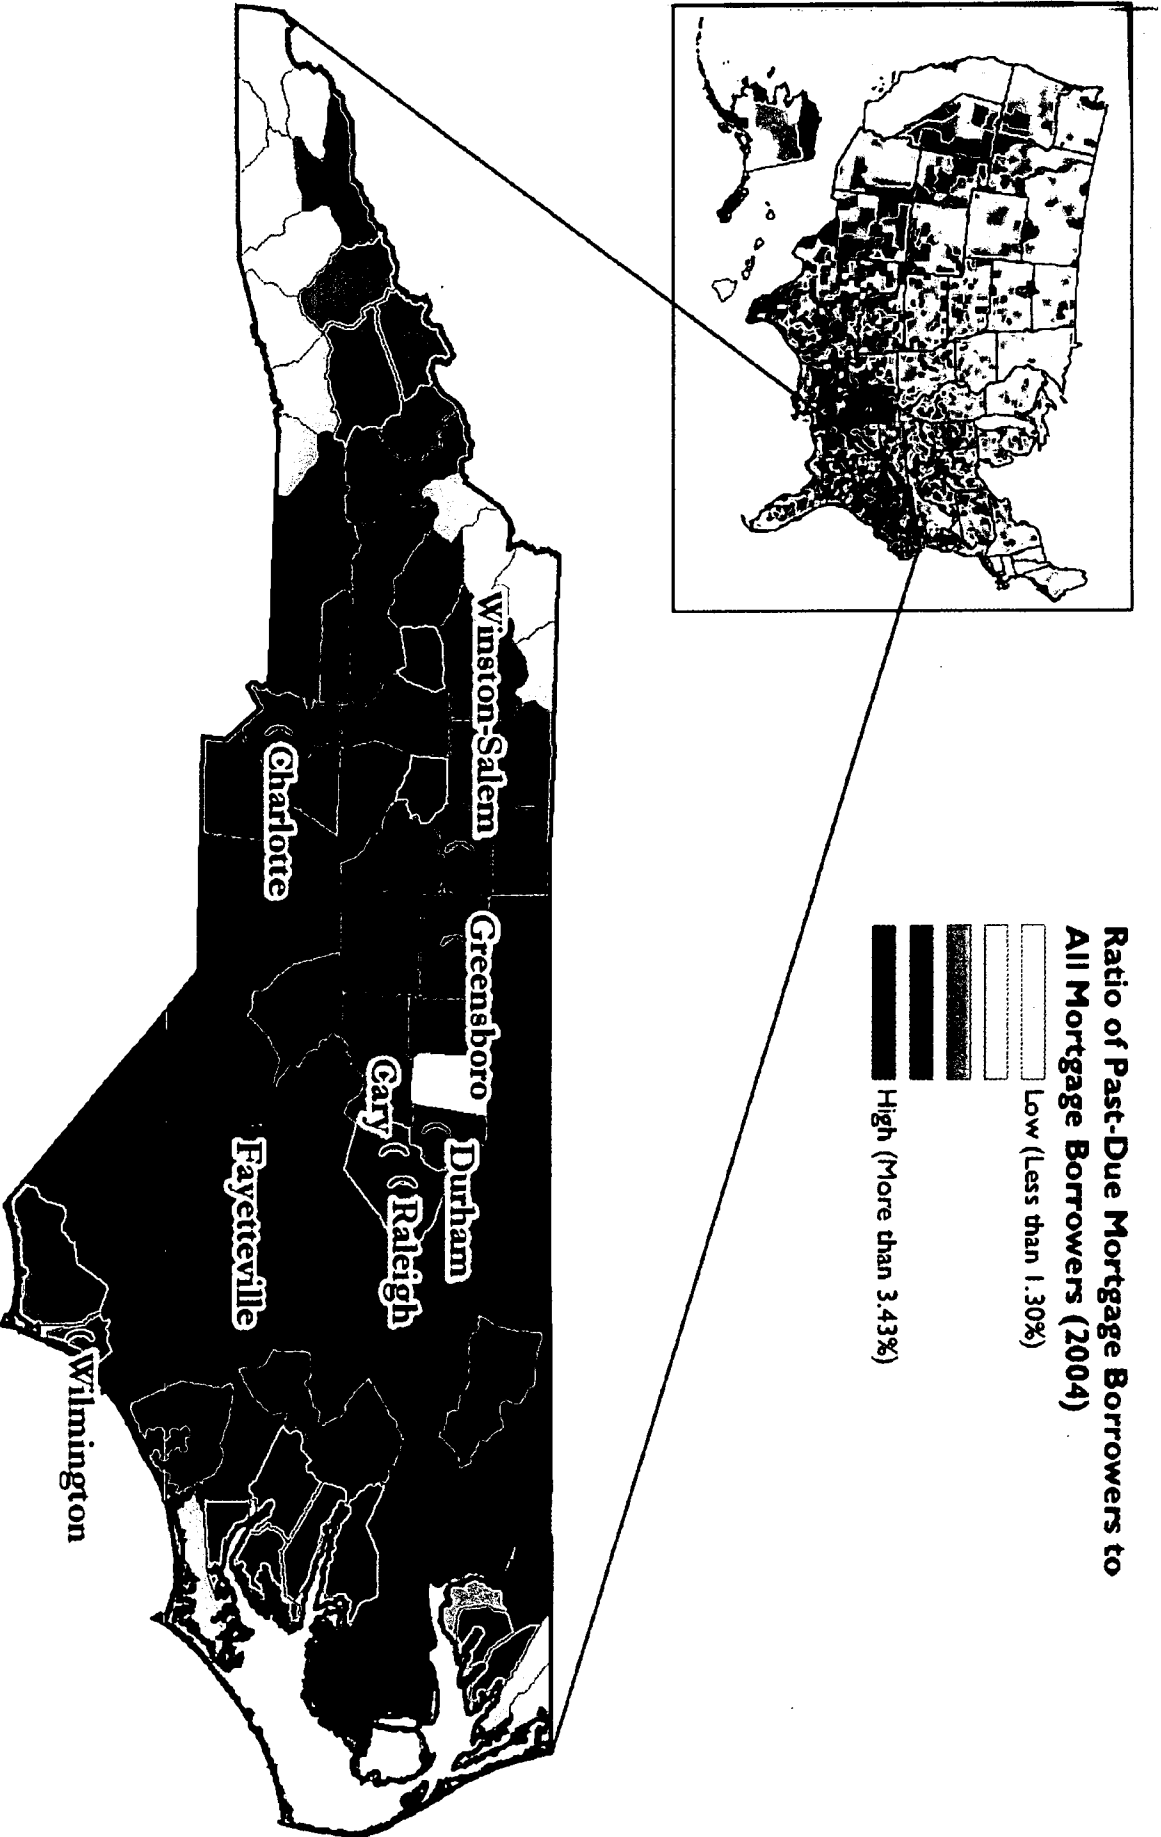 Ratio of Past-Due Mortgage Borrowers to
All Mortgage Borrowers (2004)
Low (Less than 1.30%)
High (More than 3.43%)
Winston-Salem
Greensboro
Durham
Cary
Raleigh
Charlotte
Fayetteville
Wilmington